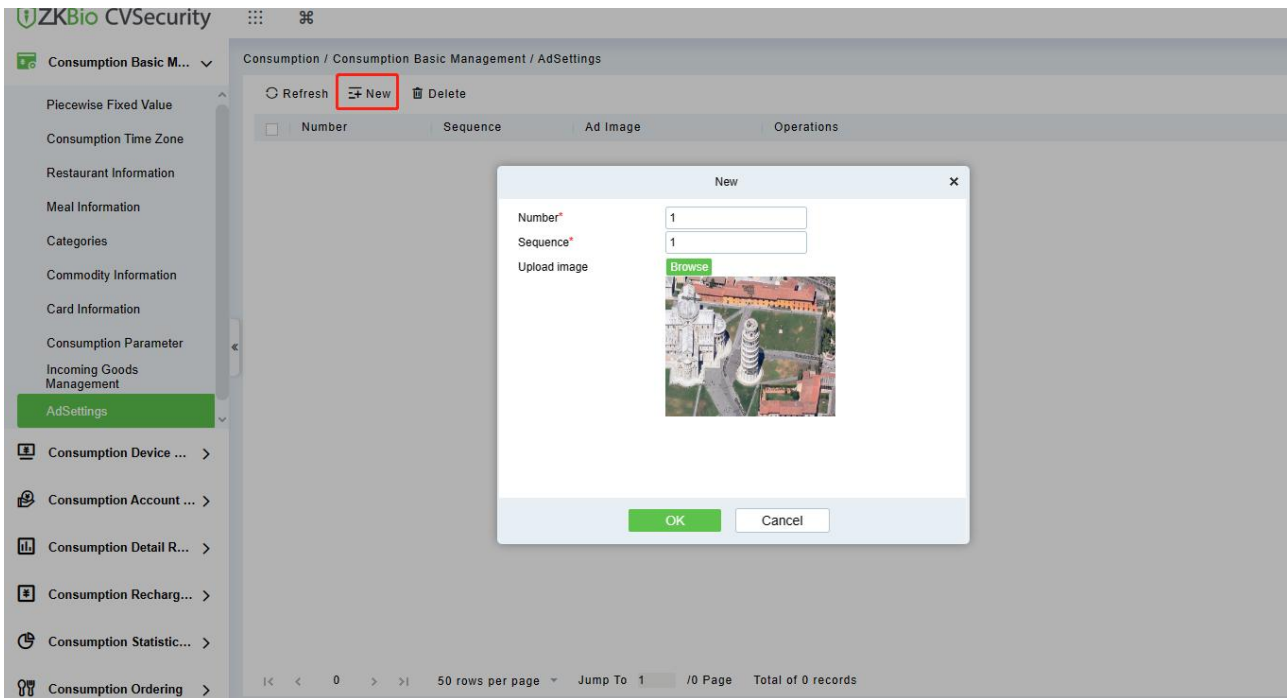 ZKBio CVSecurity
Consumption Basic M...
Consumption / Consumption Basic Management / AdSettings
Piecewise Fixed Value
Consumption Time Zone
Restaurant Information
Meal Information
Categories
Commodity Information
Card Information
Consumption Parameter
Incoming Goods
Management
AdSettings
Consumption Device ...
Consumption Account ...
Consumption Detail R...
Consumption Recharg...
Consumption Statistic...
Consumption Ordering
Refresh New Delete
Number Sequence Ad Image Operations
New
Number* 1
Sequence* 1
Upload image Browse
OK Cancel
0 50 rows per page Jump To 1 /0 Page Total of 0 records